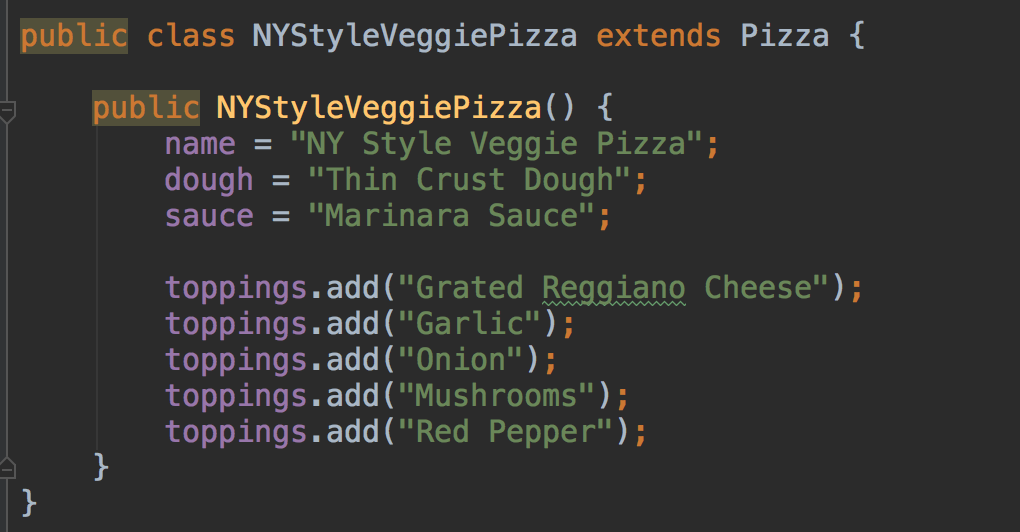 public class NYStyleVeggiePizza extends Pizza {
public NYStyleVeggiePizza() {
name = "NY Style Veggie Pizza";
dough = "Thin Crust Dough";
sauce = "Marinara Sauce";
toppings.add("Grated Reggiano Cheese");
toppings.add("Garlic");
toppings.add("Onion");
toppings.add("Mushrooms");
toppings.add("Red Pepper");
}
}